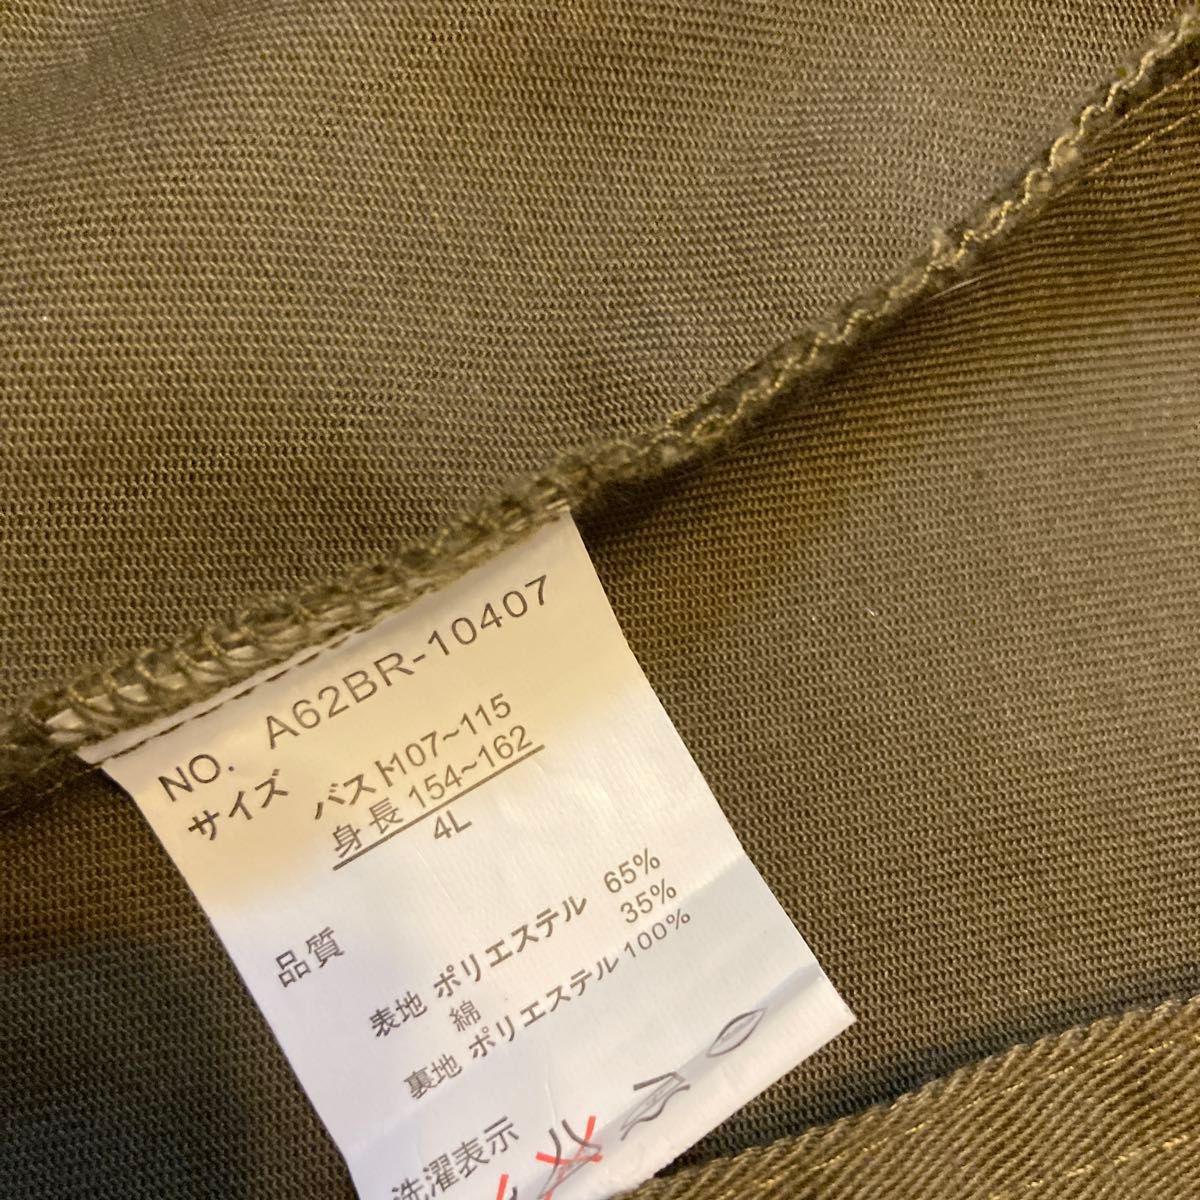 NO. A62BR-10407
サイズ バスト107~115
身長 154~162
4L
品質
表地 ポリエステル 65%
綿 35%
裏地 ポリエステル 100%
洗濯表示